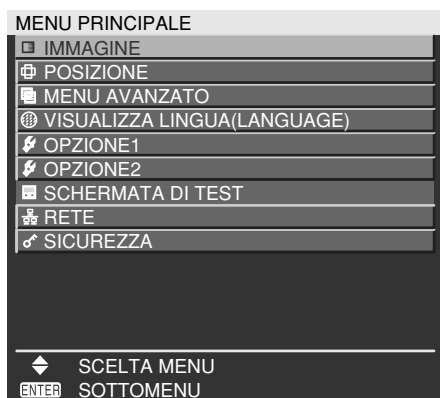 MENU PRINCIPALE
IMMAGINE
POSIZIONE
MENU AVANZATO
VISUALIZZA LINGUA(LANGUAGE)
OPZIONE1
OPZIONE2
SCHERMATA DI TEST
RETE
SICUREZZA
SCELTA MENU
ENTER SOTTOMENU